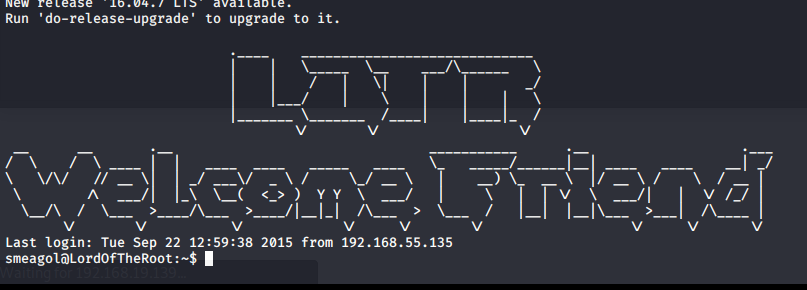 New release '16.04.7 LTS' available.
Run 'do-release-upgrade' to upgrade to it.
LOTR
Welcome Friend
Last login: Tue Sep 22 12:59:38 2015 from 192.168.55.135
smeagol@LordOfTheRoot:~$
Waiting for 192.168.19.139...